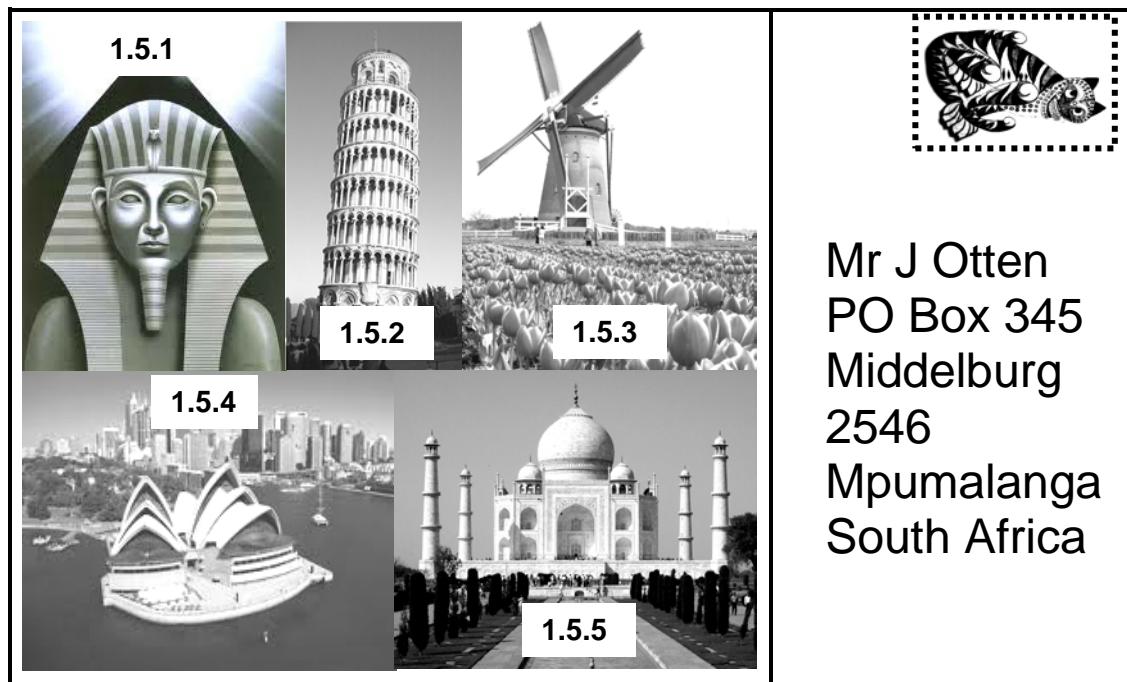 1.5.1
1.5.2
1.5.3
1.5.4
1.5.5
Mr J Otten
PO Box 345
Middelburg
2546
Mpumalanga
South Africa